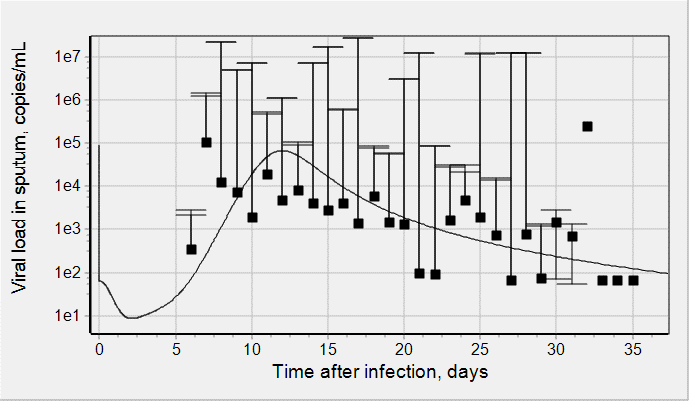 Viral load in sputum, copies/mL
1e7
1e6
1e5
1e4
1e3
1e2
1e1
0 5 10 15 20 25 30 35
Time after infection, days